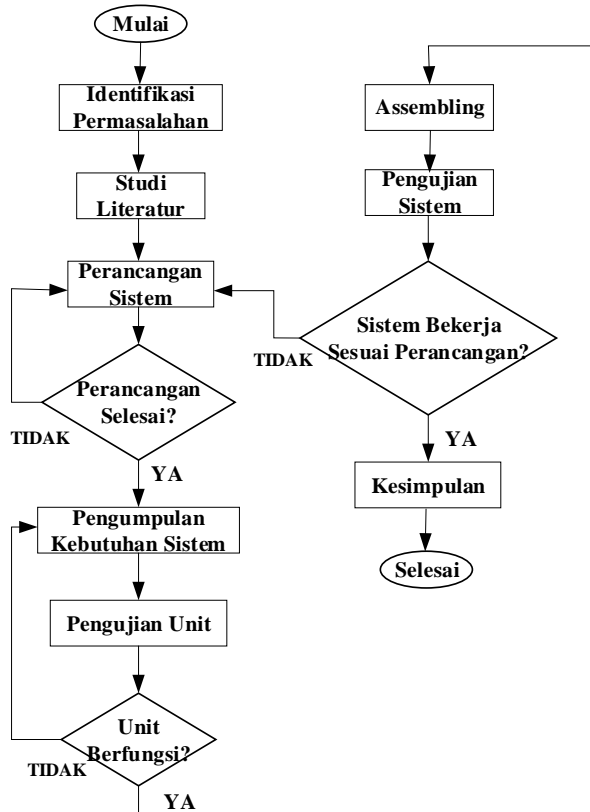 Mulai
Identifikasi
Permasalahan
Studi
Literatur
Perancangan
Sistem
Perancangan
Selesai?
TIDAK
YA
Pengumpulan
Kebutuhan Sistem
Pengujian Unit
Unit
Berfungsi?
TIDAK
YA
Assembling
Pengujian
Sistem
Sistem Bekerja
Sesuai Perancangan?
TIDAK
YA
Kesimpulan
Selesai